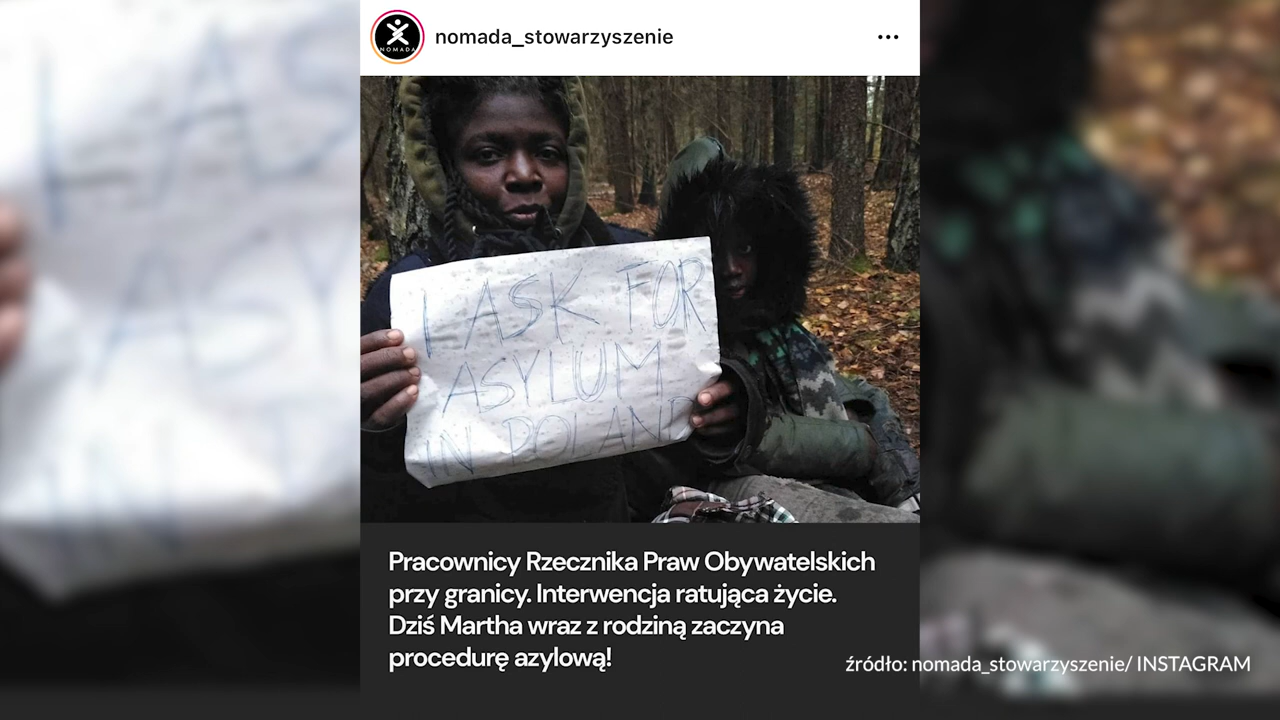 NOMADA
nomada_stowarzyszenie
I ASK FOR
ASYLUM
IN POLAND
Pracownicy Rzecznika Praw Obywatelskich
przy granicy. Interwencja ratująca życie.
Dziś Martha wraz z rodziną zaczyna
procedurę azylową!
źródło: nomada_stowarzyszenie/ INSTAGRAM